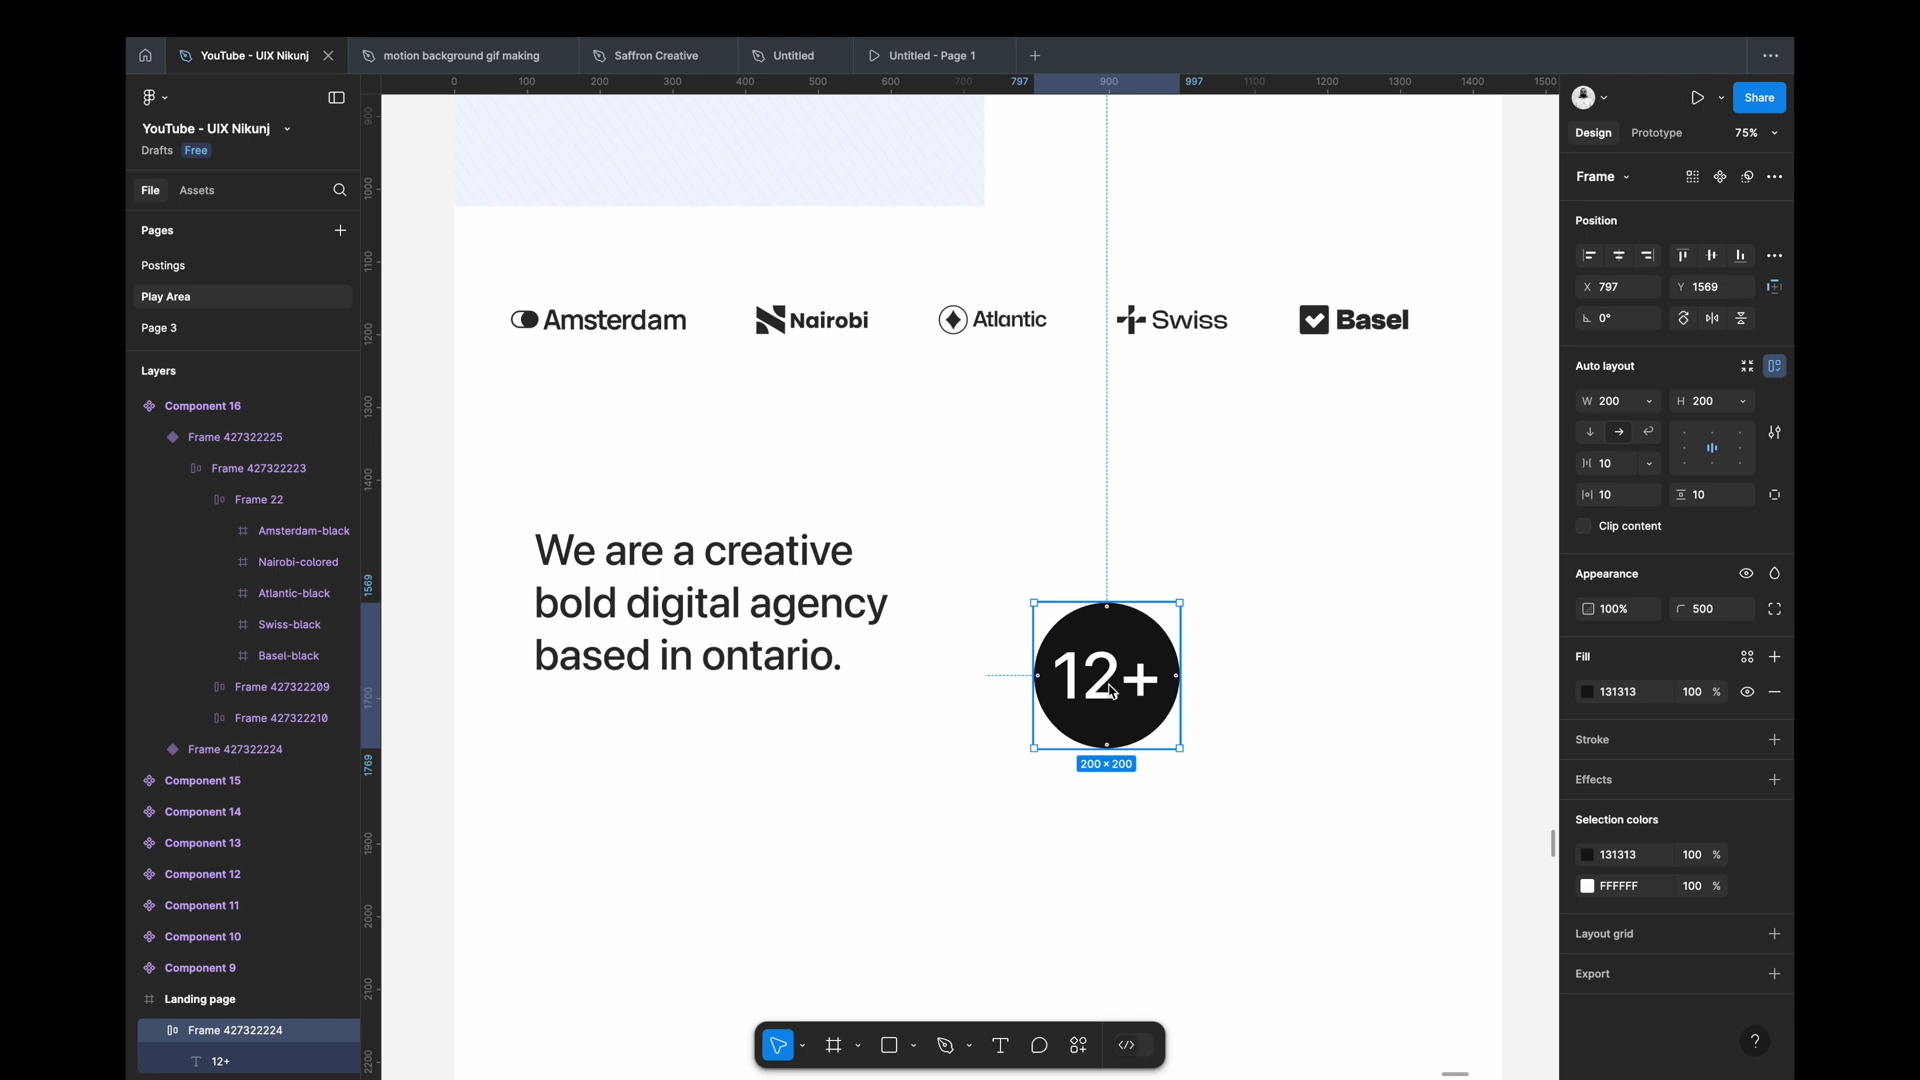 YouTube - UIX Nikunj
motion background gif making
Saffron Creative
Untitled
Untitled - Page 1
0 100 200 300 400 500 600 700 797 900 997 1100 1200 1300 1400 1500
YouTube - UIX Nikunj
Drafts Free
File Assets
Pages
Postings
Play Area
Page 3
Layers
Component 16
Frame 427322225
Frame 427322223
Frame 22
Amsterdam-black
Nairobi-colored
Atlantic-black
Swiss-black
Basel-black
Frame 427322209
Frame 427322210
Frame 427322224
Component 15
Component 14
Component 13
Component 12
Component 11
Component 10
Component 9
Landing page
Frame 427322224
12+
900
1000
1100
1200
1300
1400
1569
1700
1769
1900
2000
2100
2200
Amsterdam
Nairobi
Atlantic
Swiss
Basel
We are a creative
bold digital agency
based in ontario.
12+
200 × 200
Share
Design Prototype 75%
Frame
Position
X 797 Y 1569
0°
Auto layout
W 200 H 200
10
10 10
Clip content
Appearance
100% 500
Fill
131313 100 %
Stroke
Effects
Selection colors
131313 100 %
FFFFFF 100 %
Layout grid
Export
?